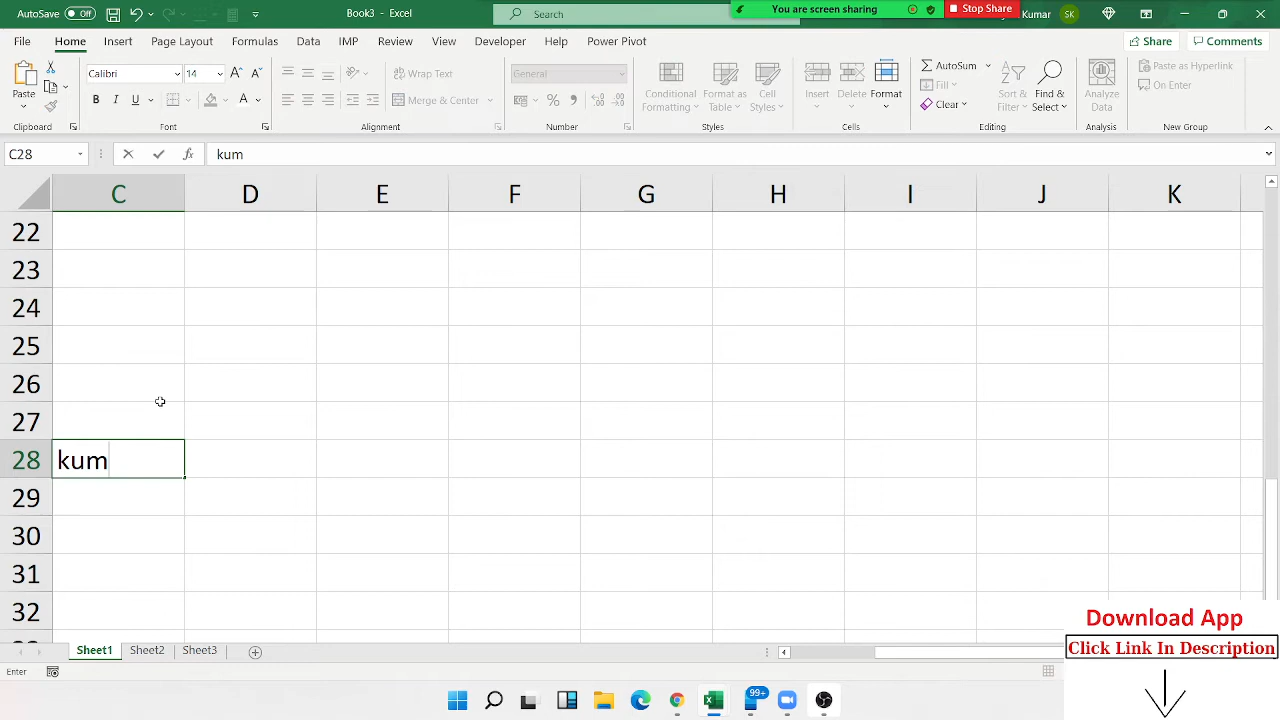 AutoSave Off Book3 - Excel Search You are screen sharing Stop Share Kumar SK
File Home Insert Page Layout Formulas Data IMP Review View Developer Help Power Pivot Share Comments
Paste Calibri 14 Wrap Text General Conditional Formatting Format as Table Cell Styles Insert Delete Format AutoSum Sort & Filter Find & Select Analyze Data Paste as Hyperlink
B I U Merge & Center Fill On Enter
Clear
Clipboard Font Alignment Number Styles Cells Editing Analysis New Group
C28 fx kum
C D E F G H I J K
22
23
24
25
26
27
28 kum
29
30
31
32
Download App
Click Link In Description
Sheet1 Sheet2 Sheet3
Enter
99+